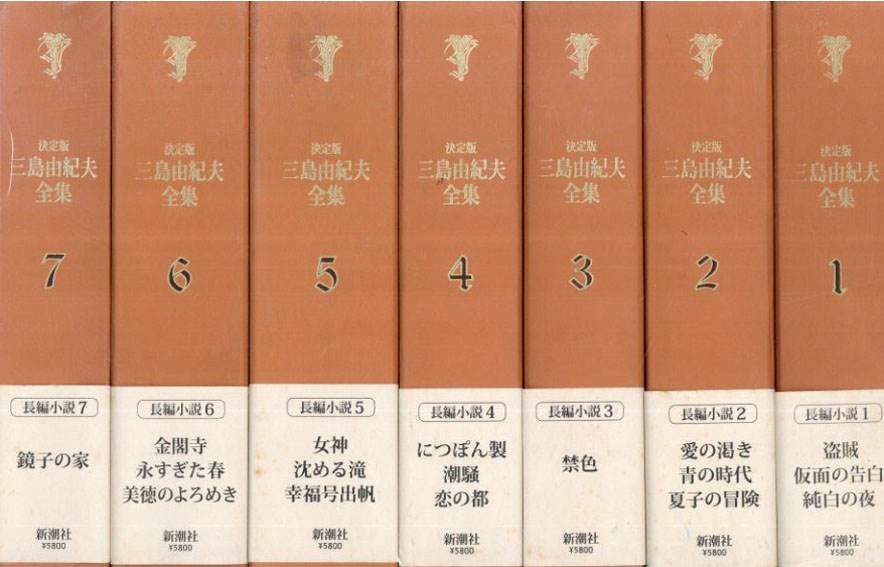 決定版
三島由紀夫
全集
7
長編小説7
鏡子の家
新潮社
¥5800
決定版
三島由紀夫
全集
6
長編小説6
金閣寺
永すぎた春
美徳のよろめき
新潮社
¥5800
決定版
三島由紀夫
全集
5
長編小説5
女神
沈める滝
幸福号出帆
新潮社
¥5800
決定版
三島由紀夫
全集
4
長編小説4
につぽん製
潮騒
恋の都
新潮社
¥5800
決定版
三島由紀夫
全集
3
長編小説3
禁色
新潮社
¥5800
決定版
三島由紀夫
全集
2
長編小説2
愛の渇き
青の時代
夏子の冒険
新潮社
¥5800
決定版
三島由紀夫
全集
1
長編小説1
盗賊
仮面の告白
純白の夜
新潮社
¥5800